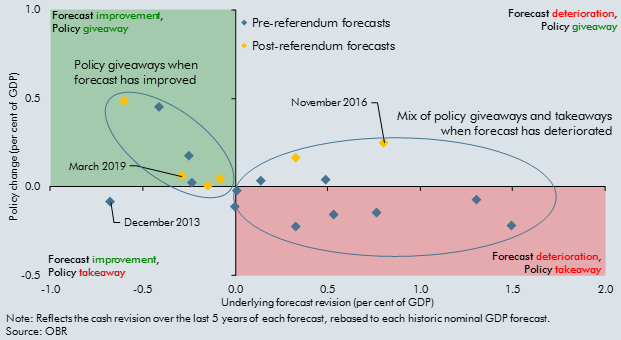 1.0
Forecast improvement,
Policy giveaway
Pre-referendum forecasts
Post-referendum forecasts
Forecast deterioration,
Policy giveaway
Policy giveaways when
forecast has improved
0.5
November 2016
Mix of policy giveaways and takeaways
when forecast has deteriorated
March 2019
Policy change (per cent of GDP)
0.0
December 2013
Forecast improvement,
Policy takeaway
Forecast deterioration,
Policy takeaway
-0.5
-1.0 -0.5 0.0 0.5 1.0 1.5 2.0
Underlying forecast revision (per cent of GDP)
Note: Reflects the cash revision over the last 5 years of each forecast, rebased to each historic nominal GDP forecast.
Source: OBR